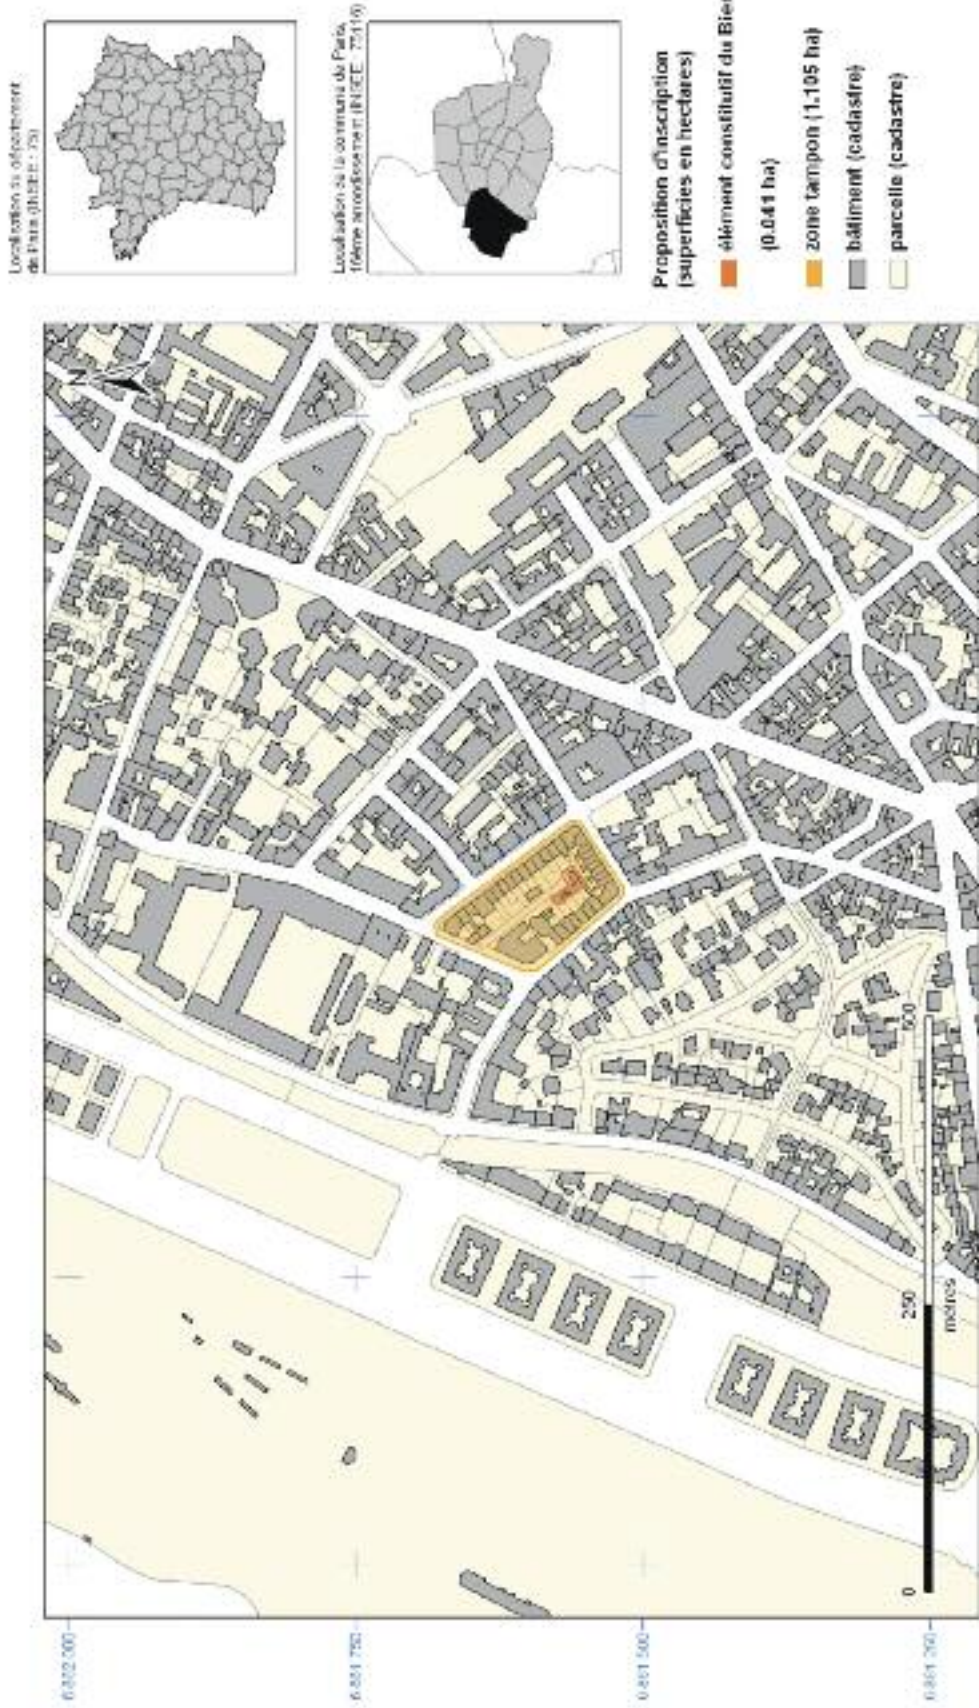 Localisation du département
de Paris (INSEE : 75)
Localisation de la commune de Paris,
16ème arrondissement (INSEE : 75116)
Proposition d'inscription
(superficies en hectares)
élément constitutif du Bien
(0.041 ha)
zone tampon (1.105 ha)
bâtiment (cadastre)
parcelle (cadastre)
N
0
250
500
mètres
6 862 000
6 861 750
6 861 500
6 861 250